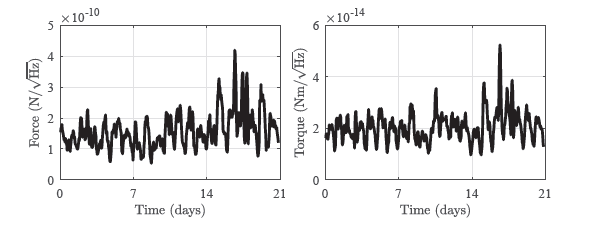 ×10⁻¹⁰
5
4
3
2
1
0
Force (N/√Hz)
0 7 14 21
Time (days)
×10⁻¹⁴
6
4
2
0
Torque (Nm/√Hz)
0 7 14 21
Time (days)